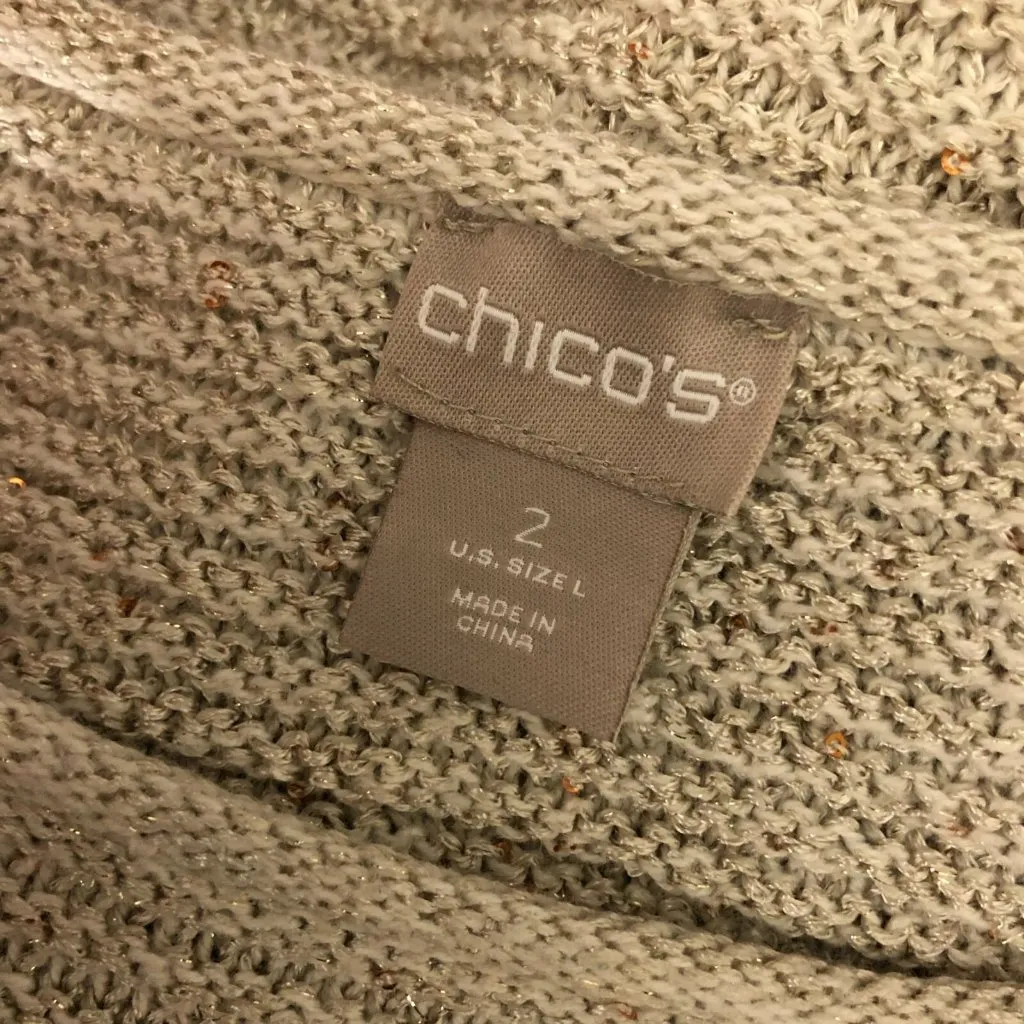 chico's®
2
U.S. SIZE L
MADE IN
CHINA